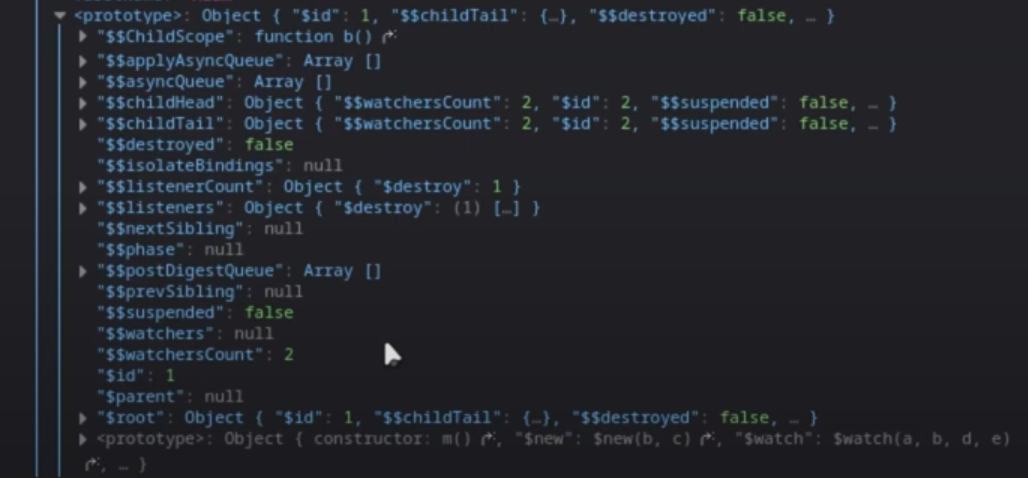 <prototype>: Object { "$id": 1, "$$childTail": {…}, "$$destroyed": false, … }
"$$ChildScope": function b()
"$$applyAsyncQueue": Array []
"$$asyncQueue": Array []
"$$childHead": Object { "$$watchersCount": 2, "$id": 2, "$$suspended": false, … }
"$$childTail": Object { "$$watchersCount": 2, "$id": 2, "$$suspended": false, … }
"$$destroyed": false
"$$isolateBindings": null
"$$listenerCount": Object { "$destroy": 1 }
"$$listeners": Object { "$destroy": (1) […] }
"$$nextSibling": null
"$$phase": null
"$$postDigestQueue": Array []
"$$prevSibling": null
"$$suspended": false
"$$watchers": null
"$$watchersCount": 2
"$id": 1
"$parent": null
"$root": Object { "$id": 1, "$$childTail": {…}, "$$destroyed": false, … }
<prototype>: Object { constructor: m() , "$new": $new(b, c) , "$watch": $watch(a, b, d, e)
, … }